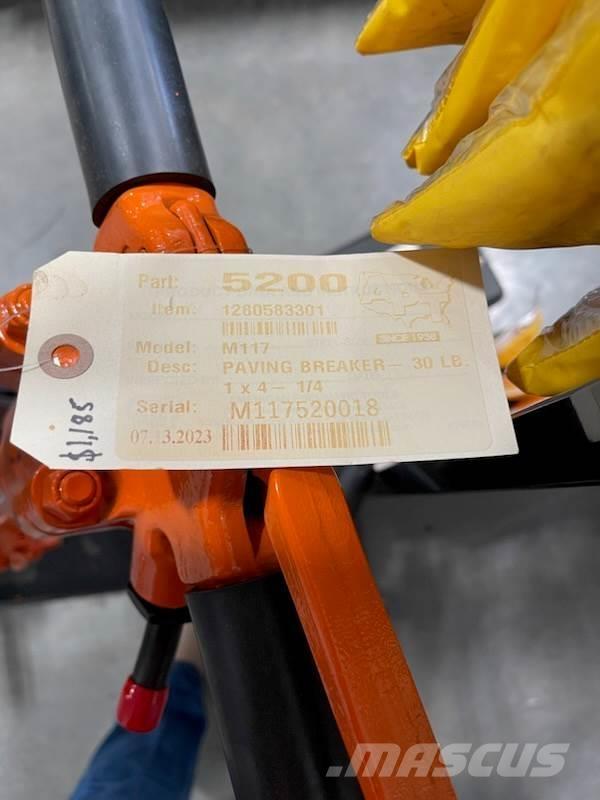 Part: 5200
Item: 1260583301
SINCE 1938
Model: M117
Desc: PAVING BREAKER- 30 LB.
1 x 4- 1/4
Serial: M117520018
07.13.2023
$1,185
MASCUS